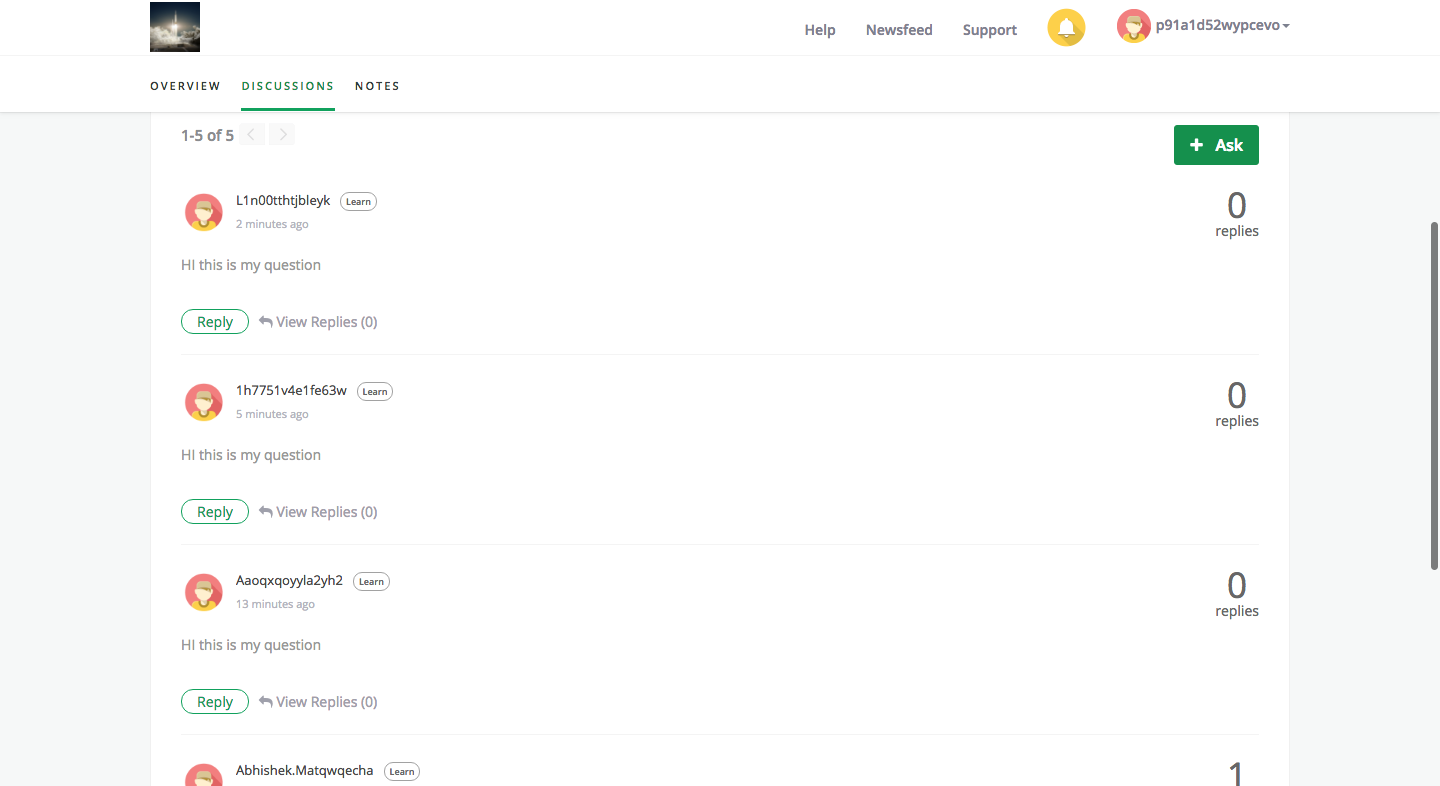 Help Newsfeed Support p91a1d52wypcevo
OVERVIEW DISCUSSIONS NOTES
1-5 of 5
+ Ask
L1n00tthtjbleyk Learn
2 minutes ago
0
replies
HI this is my question
Reply View Replies (0)
1h7751v4e1fe63w Learn
5 minutes ago
0
replies
HI this is my question
Reply View Replies (0)
Aaoqxqoyyla2yh2 Learn
13 minutes ago
0
replies
HI this is my question
Reply View Replies (0)
Abhishek.Matqwqecha Learn
1